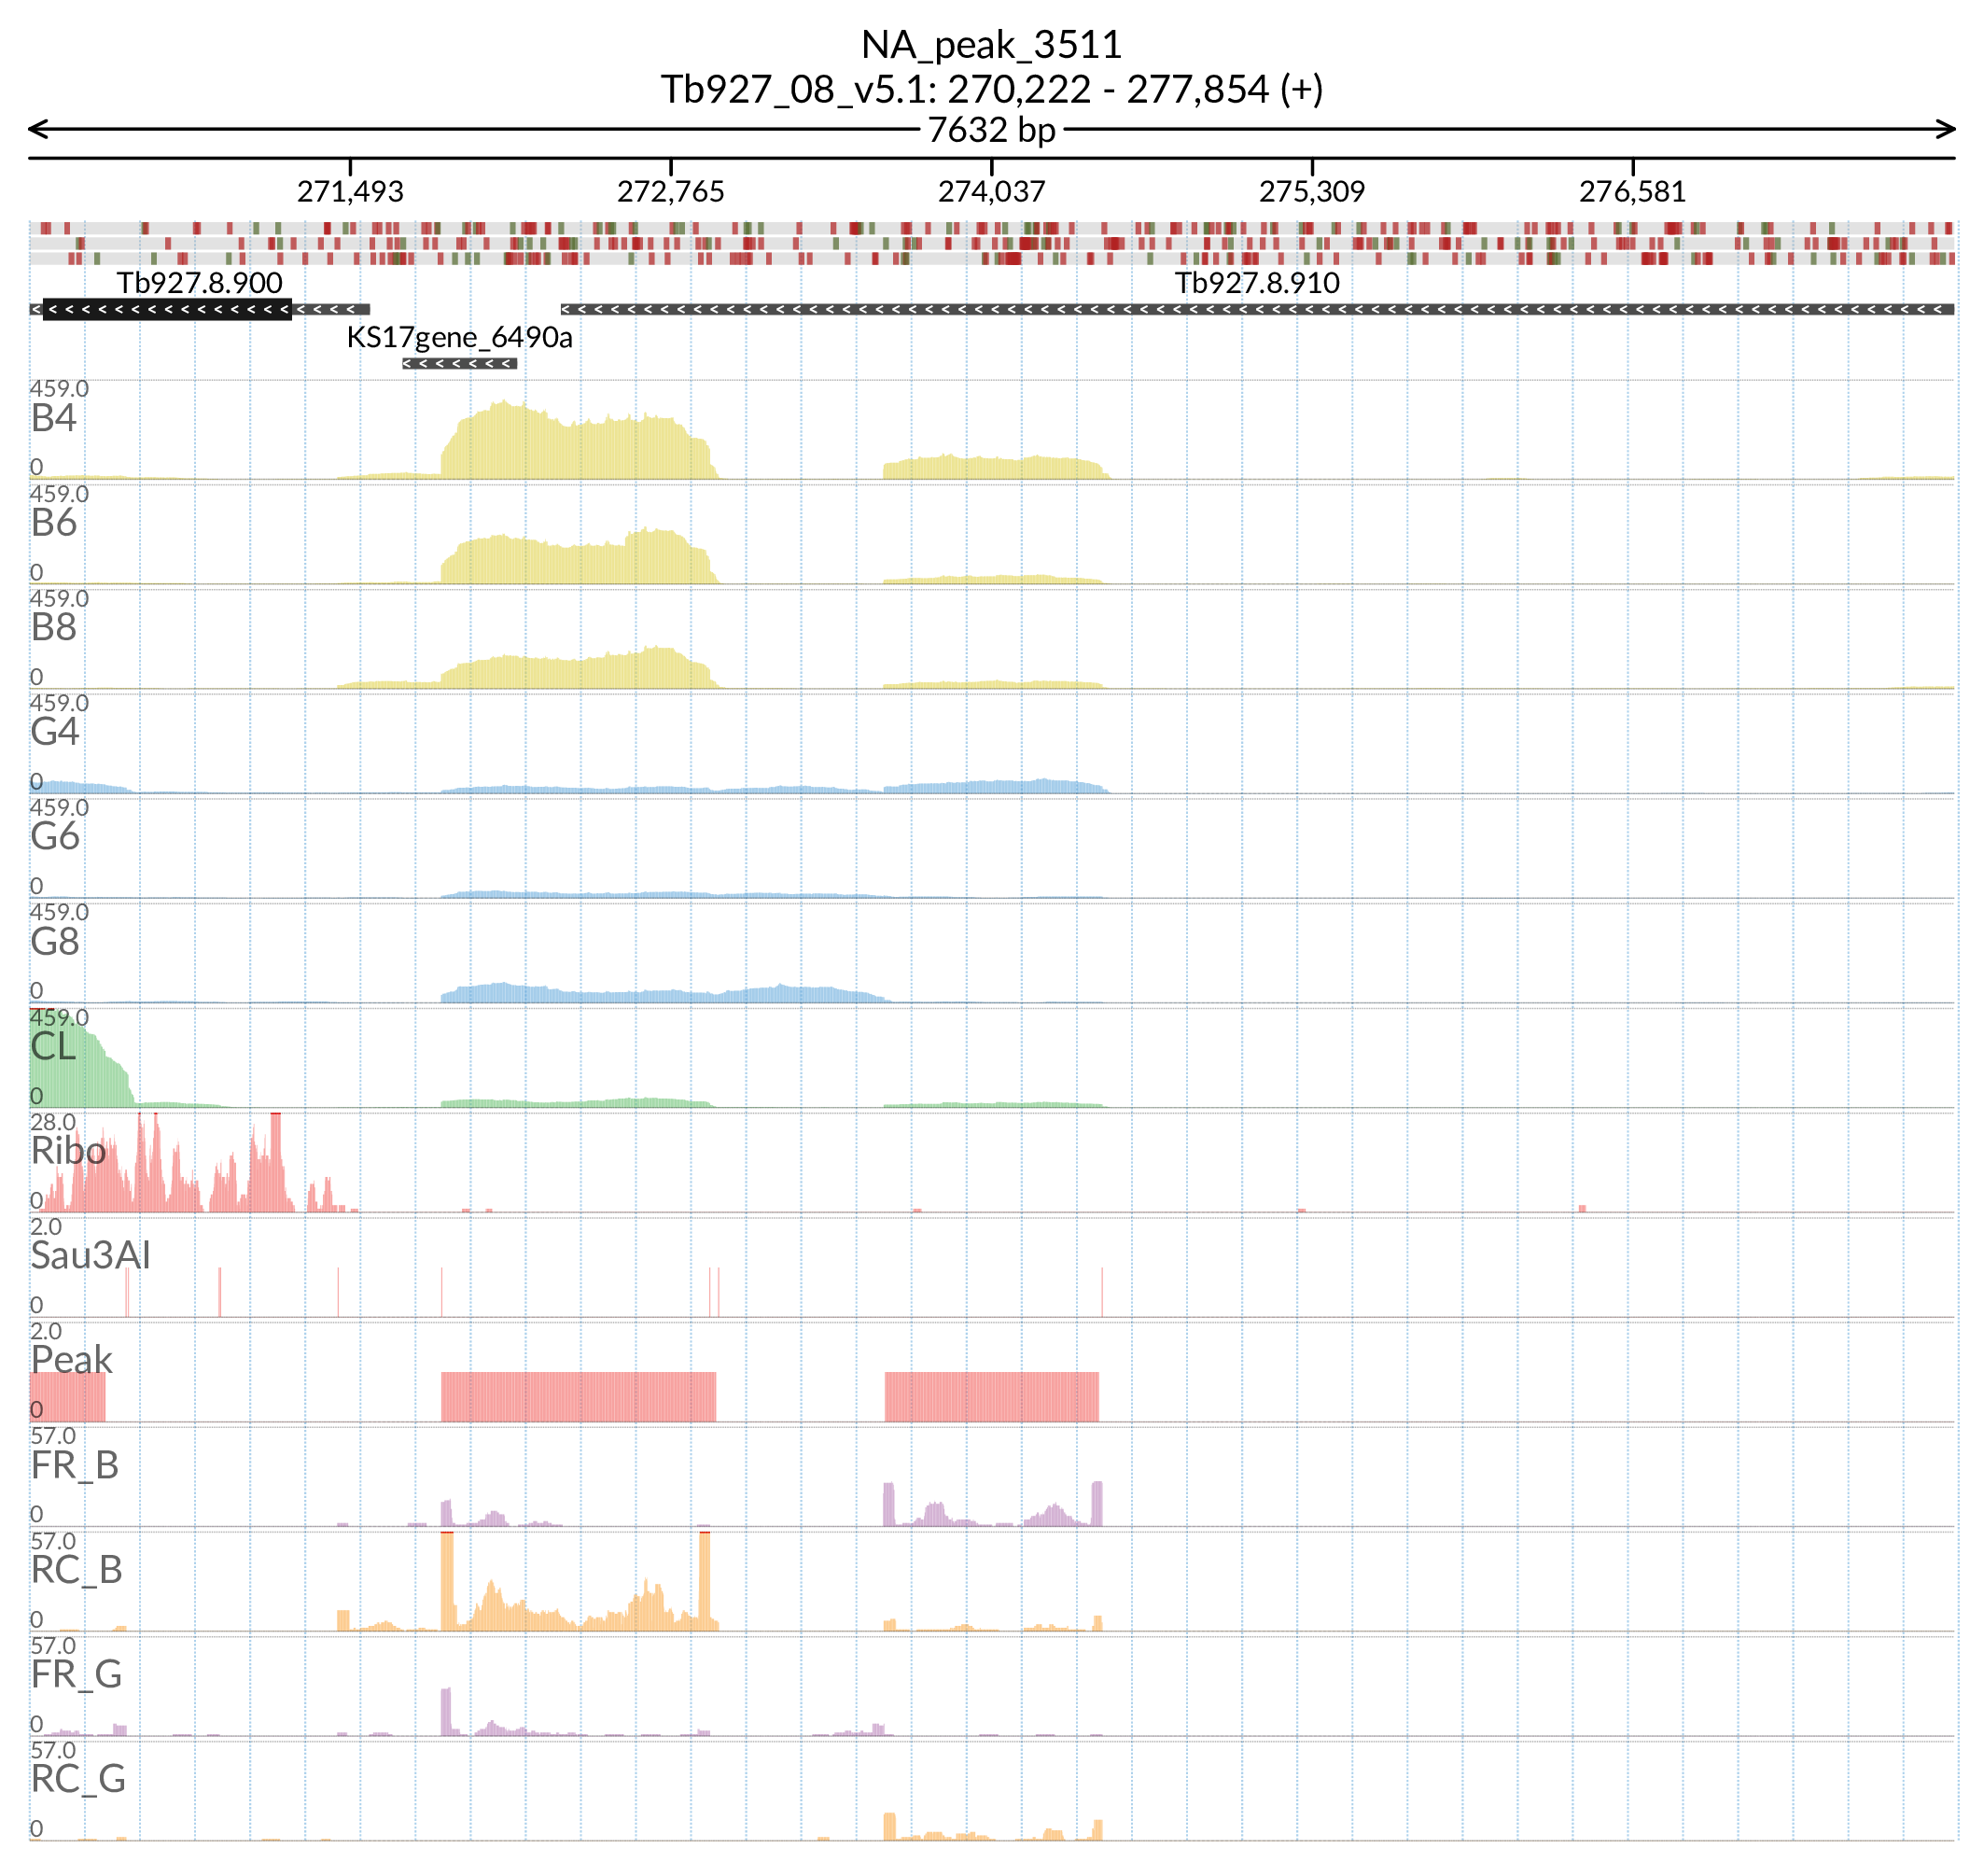 NA_peak_3511
Tb927_08_v5.1: 270,222 - 277,854 (+)
7632 bp
271,493 272,765 274,037 275,309 276,581
Tb927.8.900 Tb927.8.910
KS17gene_6490a
459.0
B4
0
459.0
B6
0
459.0
B8
0
459.0
G4
0
459.0
G6
0
459.0
G8
0
459.0
CL
0
28.0
Ribo
0
2.0
Sau3AI
0
2.0
Peak
0
57.0
FR_B
0
57.0
RC_B
0
57.0
FR_G
0
57.0
RC_G
0